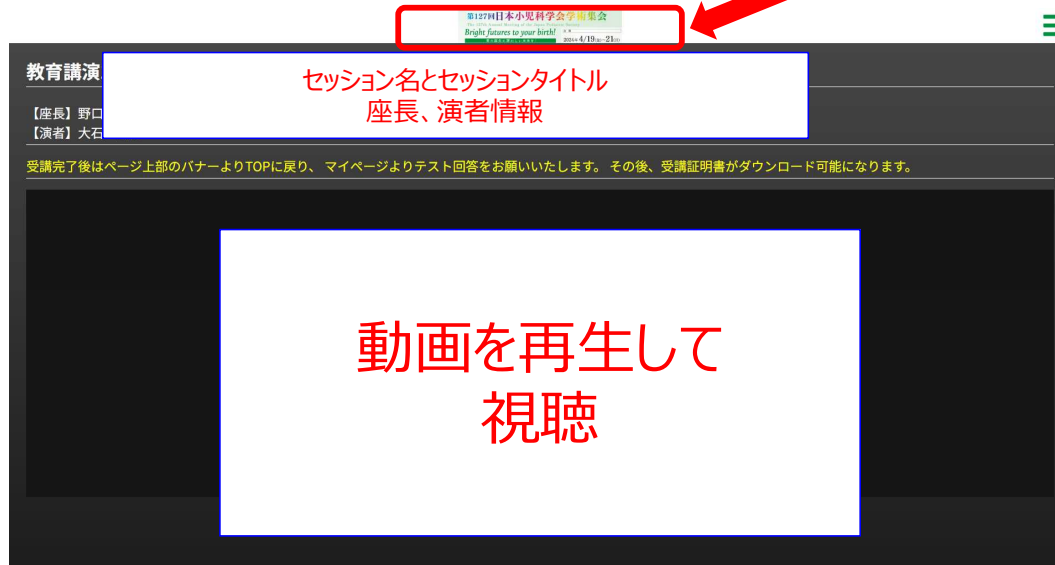 第127回日本小児科学会学術集会
Bright futures to your birth!
2024年 4/19㈮-21㈰
教育講演
セッション名とセッションタイトル
座長、演者情報
【座長】野口
【演者】大石
受講完了後はページ上部のバナーよりTOPに戻り、 マイページよりテスト回答をお願いいたします。 その後、受講証明書がダウンロード可能になります。
動画を再生して
視聴